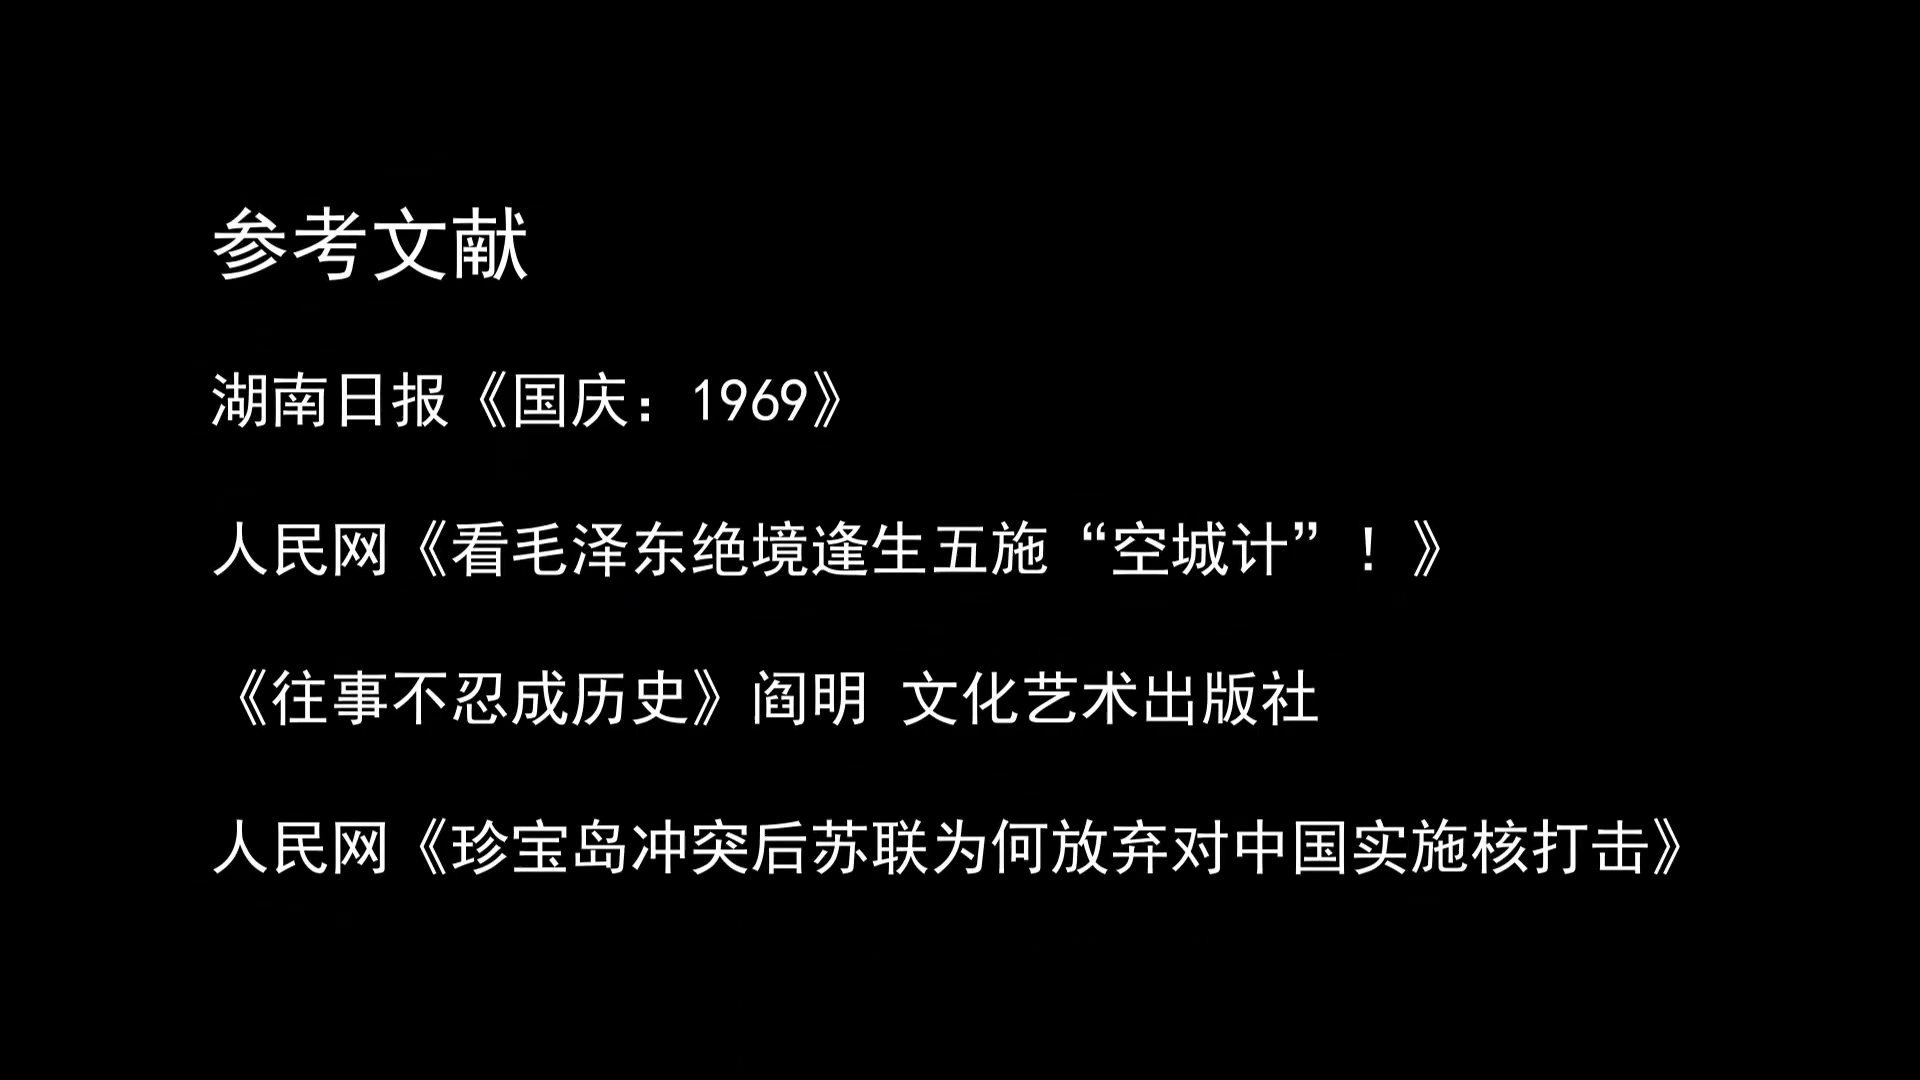 参考文献
湖南日报《国庆：1969》
人民网《看毛泽东绝境逢生五施“空城计”！》
《往事不忍成历史》阎明 文化艺术出版社
人民网《珍宝岛冲突后苏联为何放弃对中国实施核打击》